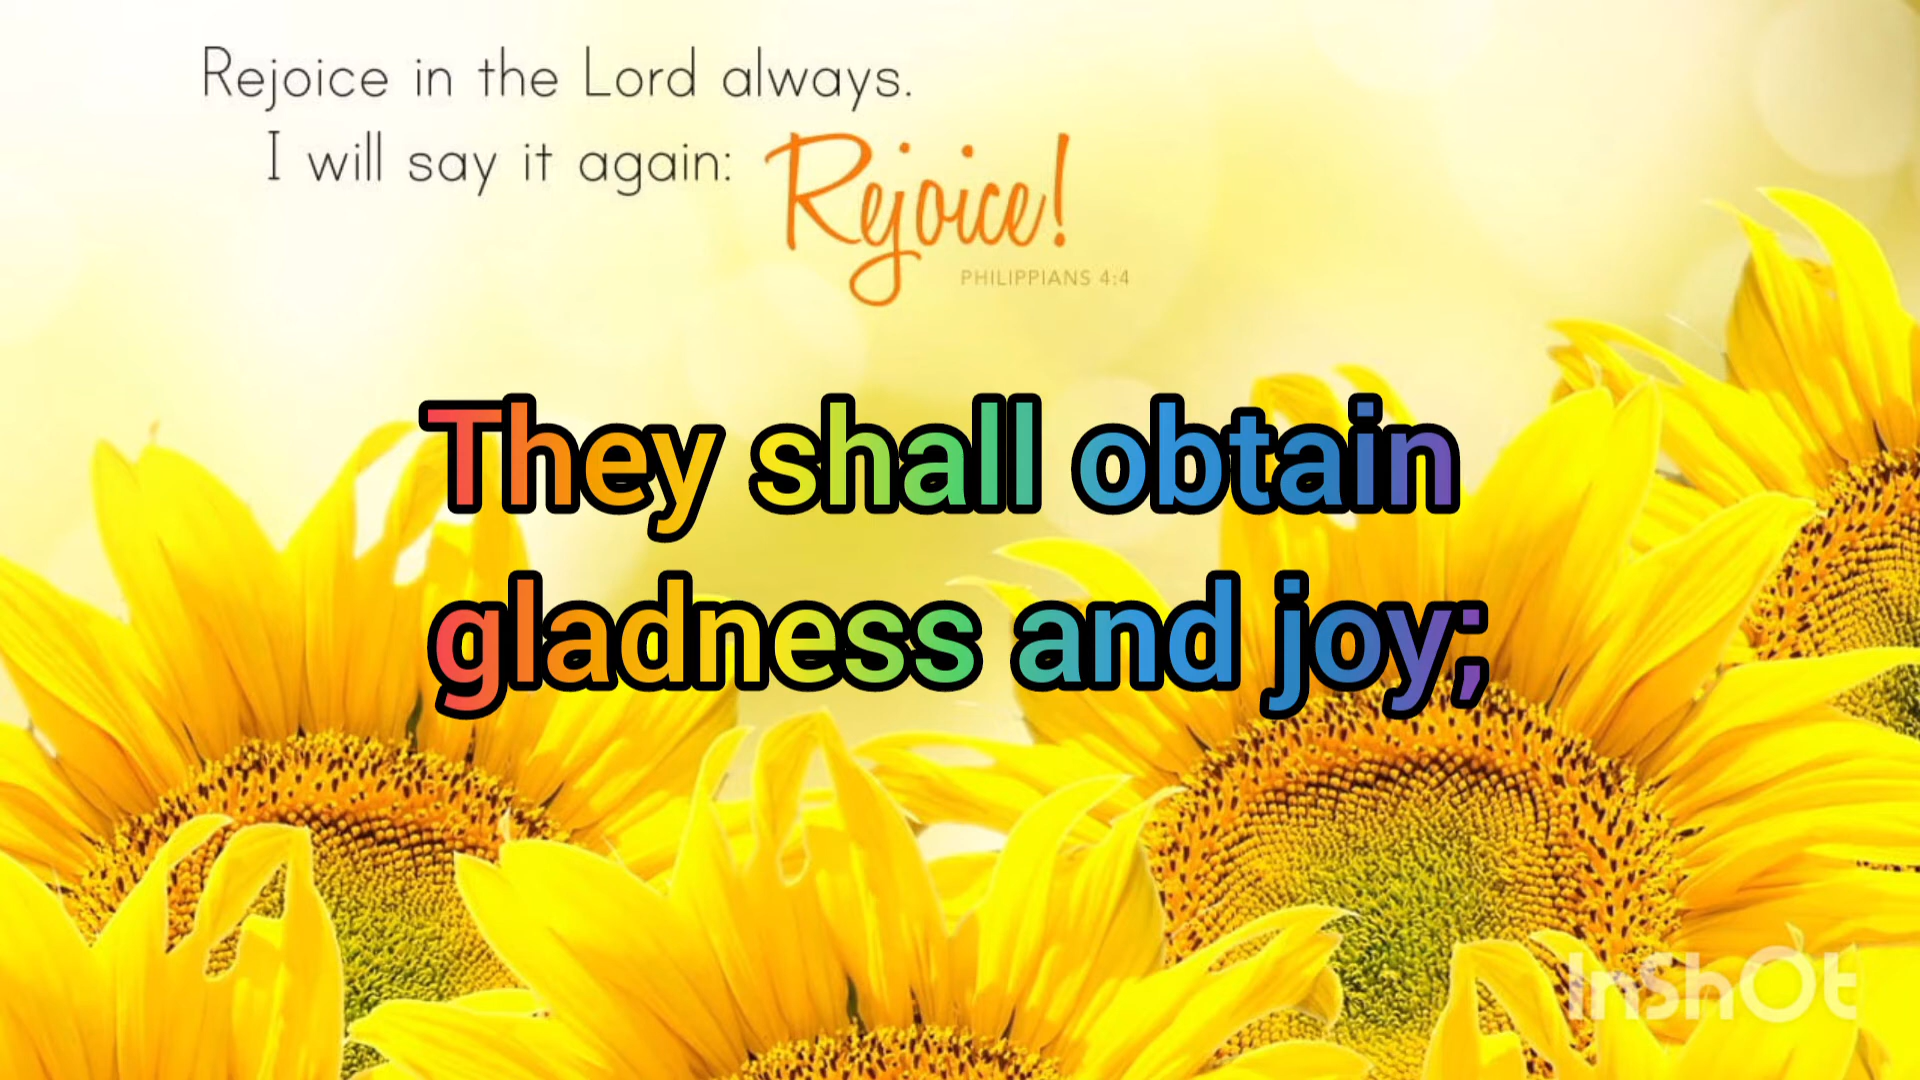 Rejoice in the Lord always.
I will say it again: Rejoice!
PHILIPPIANS 4:4
They shall obtain
gladness and joy;
InShOt